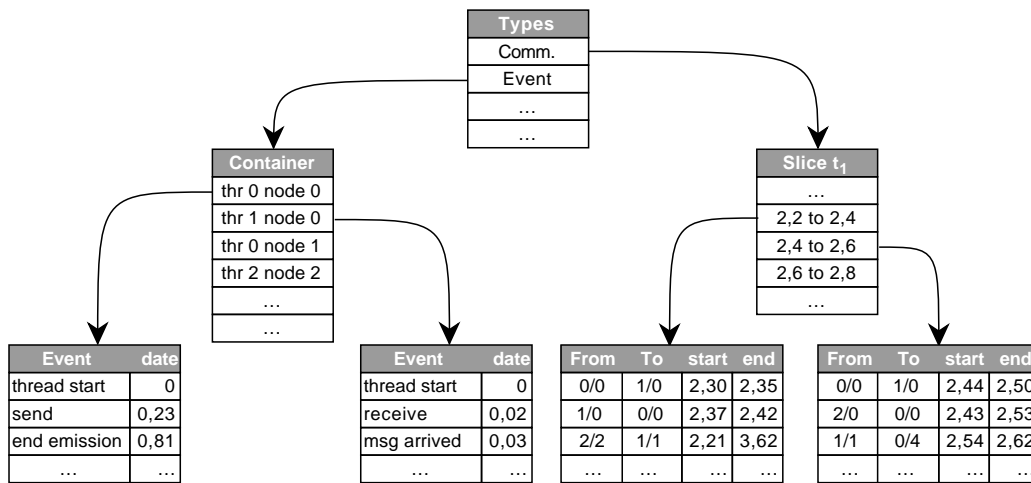 Types
Comm.
Event
...
...
Container
thr 0 node 0
thr 1 node 0
thr 0 node 1
thr 2 node 2
...
...
Slice t1
...
2,2 to 2,4
2,4 to 2,6
2,6 to 2,8
...
Event date
thread start 0
send 0,23
end emission 0,81
... ...
Event date
thread start 0
receive 0,02
msg arrived 0,03
... ...
From To start end
0/0 1/0 2,30 2,35
1/0 0/0 2,37 2,42
2/2 1/1 2,21 3,62
... ... ... ...
From To start end
0/0 1/0 2,44 2,50
2/0 0/0 2,43 2,53
1/1 0/4 2,54 2,62
... ... ... ...